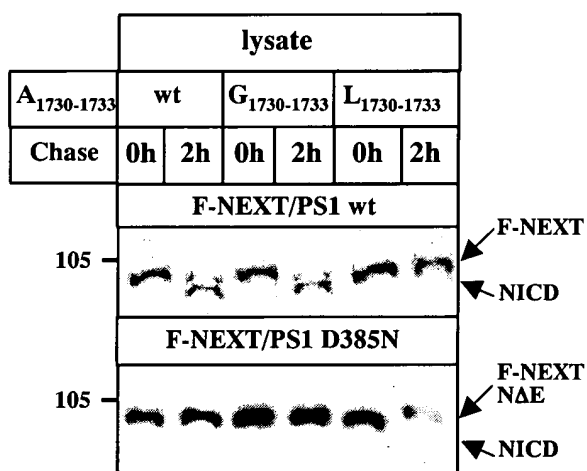 lysate
A1730-1733 wt G1730-1733 L1730-1733
Chase 0h 2h 0h 2h 0h 2h
F-NEXT/PS1 wt
105
F-NEXT
NICD
F-NEXT/PS1 D385N
105
F-NEXT
NΔE
NICD